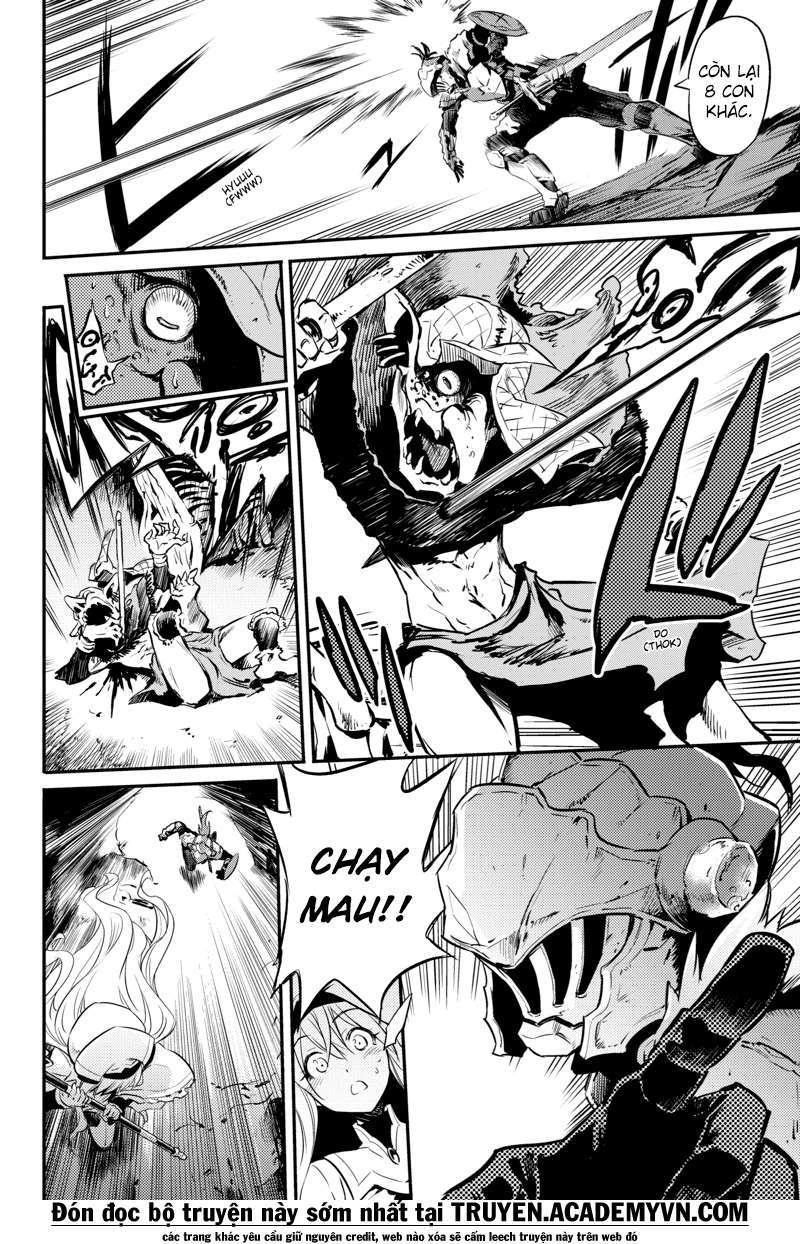 CÒN LẠI
8 CON
KHÁC.
HYUUU
(FWWW)
DO
(THOK)
CHẠY
MAU!!
Đón đọc bộ truyện này sớm nhất tại TRUYEN.ACADEMYVN.COM
các trang khác yêu cầu giữ nguyên credit, web nào xóa sẽ cấm leech truyện này trên web đó